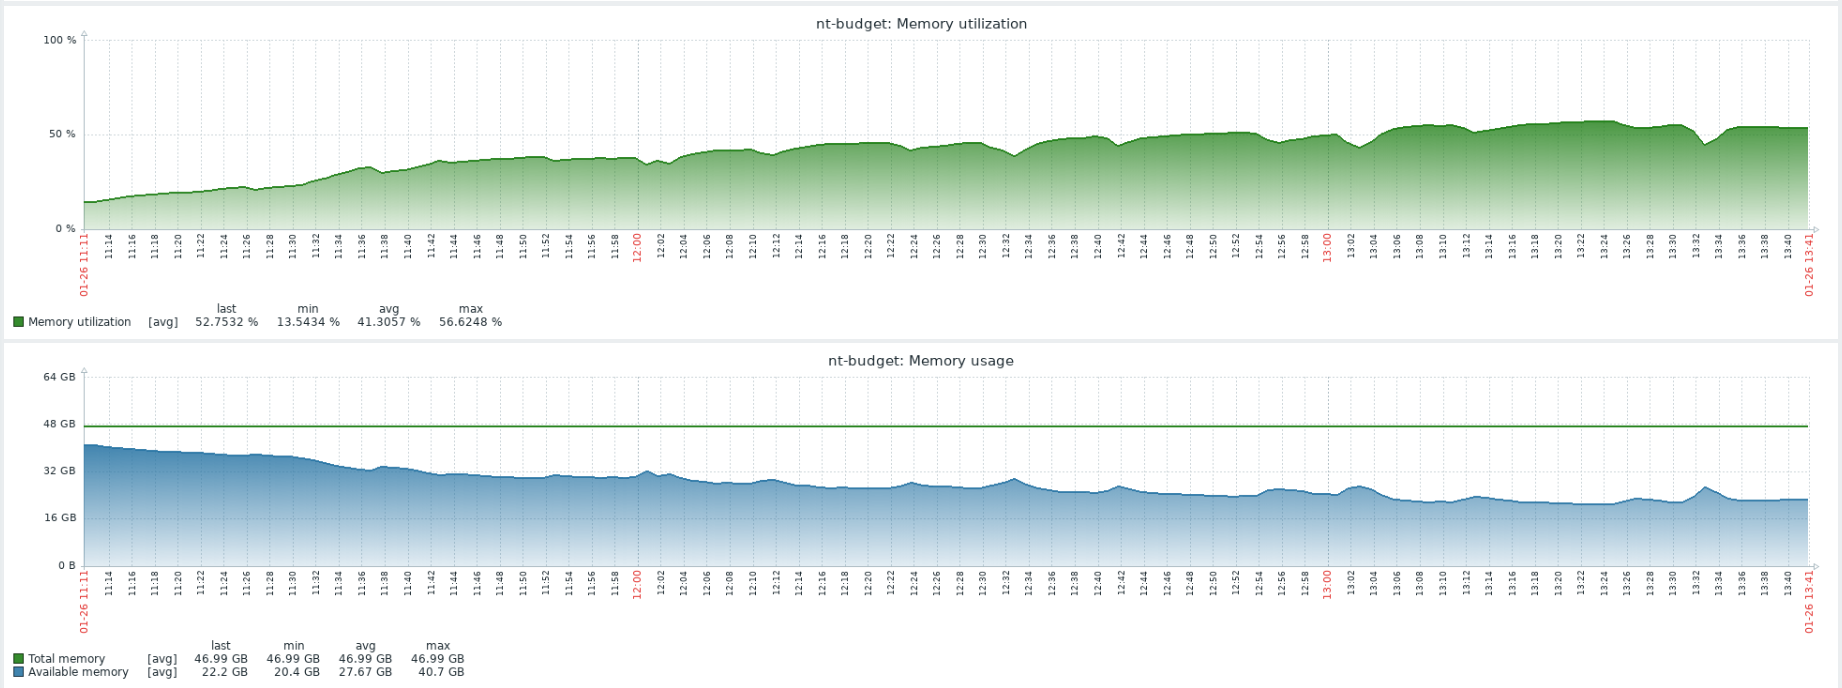 nt-budget: Memory utilization
100 %
50 %
0 %
01-26 11:11 11:14 11:16 11:18 11:20 11:22 11:24 11:26 11:28 11:30 11:32 11:34 11:36 11:38 11:40 11:42 11:44 11:46 11:48 11:50 11:52 11:54 11:56 11:58 12:00 12:02 12:04 12:06 12:08 12:10 12:12 12:14 12:16 12:18 12:20 12:22 12:24 12:26 12:28 12:30 12:32 12:34 12:36 12:38 12:40 12:42 12:44 12:46 12:48 12:50 12:52 12:54 12:56 12:58 13:00 13:02 13:04 13:06 13:08 13:10 13:12 13:14 13:16 13:18 13:20 13:22 13:24 13:26 13:28 13:30 13:32 13:34 13:36 13:38 13:40 01-26 13:41
last min avg max
Memory utilization [avg] 52.7532 % 13.5434 % 41.3057 % 56.6248 %
nt-budget: Memory usage
64 GB
48 GB
32 GB
16 GB
0 B
01-26 11:11 11:14 11:16 11:18 11:20 11:22 11:24 11:26 11:28 11:30 11:32 11:34 11:36 11:38 11:40 11:42 11:44 11:46 11:48 11:50 11:52 11:54 11:56 11:58 12:00 12:02 12:04 12:06 12:08 12:10 12:12 12:14 12:16 12:18 12:20 12:22 12:24 12:26 12:28 12:30 12:32 12:34 12:36 12:38 12:40 12:42 12:44 12:46 12:48 12:50 12:52 12:54 12:56 12:58 13:00 13:02 13:04 13:06 13:08 13:10 13:12 13:14 13:16 13:18 13:20 13:22 13:24 13:26 13:28 13:30 13:32 13:34 13:36 13:38 13:40 01-26 13:41
last min avg max
Total memory [avg] 46.99 GB 46.99 GB 46.99 GB 46.99 GB
Available memory [avg] 22.2 GB 20.4 GB 27.67 GB 40.7 GB